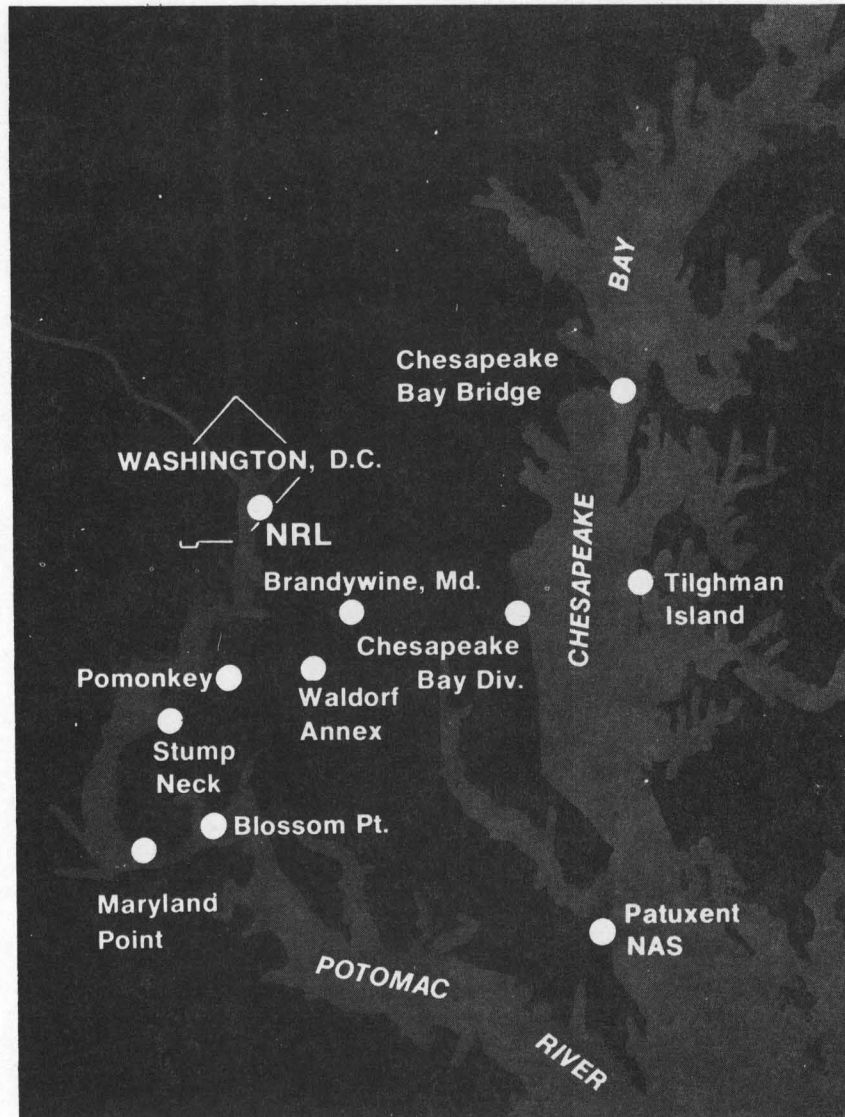 BAY
Chesapeake
Bay Bridge
WASHINGTON, D.C.
NRL
CHESAPEAKE
Brandywine, Md.
Tilghman
Island
Chesapeake
Bay Div.
Pomonkey
Waldorf
Annex
Stump
Neck
Blossom Pt.
Maryland
Point
Patuxent
NAS
POTOMAC
RIVER